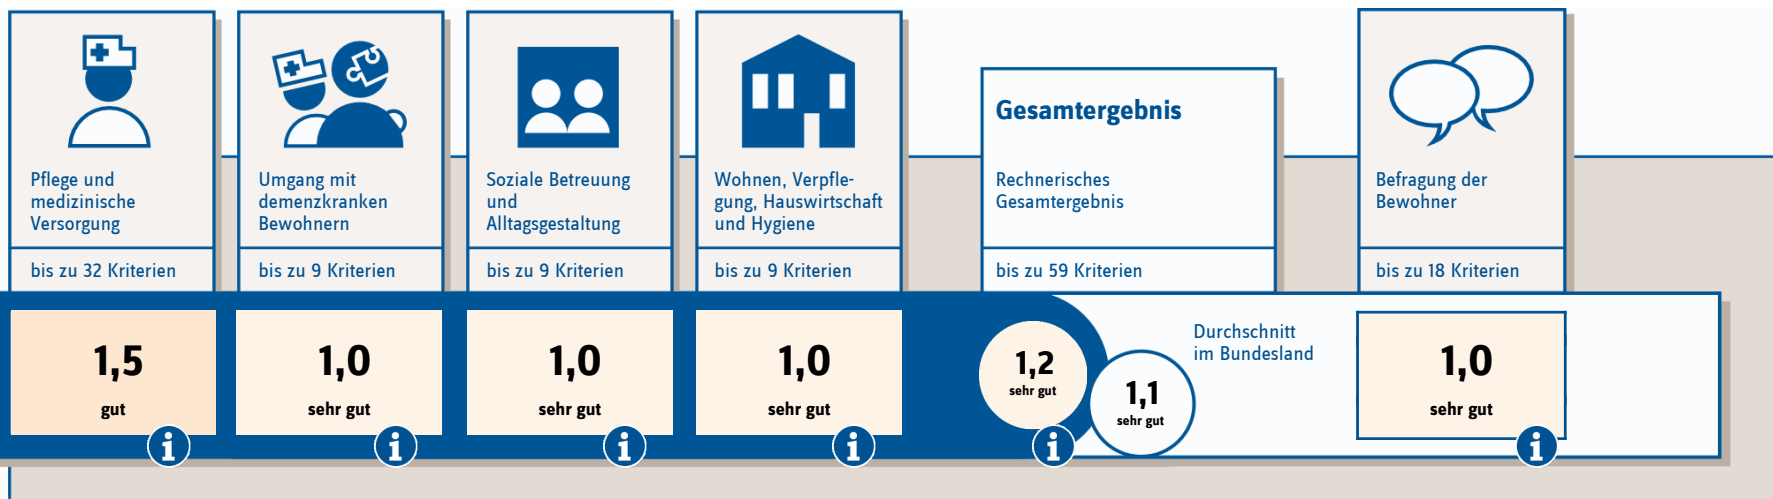 Pflege und
medizinische
Versorgung
bis zu 32 Kriterien
1,5
gut
i
Umgang mit
demenzkranken
Bewohnern
bis zu 9 Kriterien
1,0
sehr gut
i
Soziale Betreuung
und
Alltagsgestaltung
bis zu 9 Kriterien
1,0
sehr gut
i
Wohnen, Verpfle-
gung, Hauswirtschaft
und Hygiene
bis zu 9 Kriterien
1,0
sehr gut
i
Gesamtergebnis
Rechnerisches
Gesamtergebnis
bis zu 59 Kriterien
1,2
sehr gut
i
1,1
sehr gut
Durchschnitt
im Bundesland
Befragung der
Bewohner
bis zu 18 Kriterien
1,0
sehr gut
i